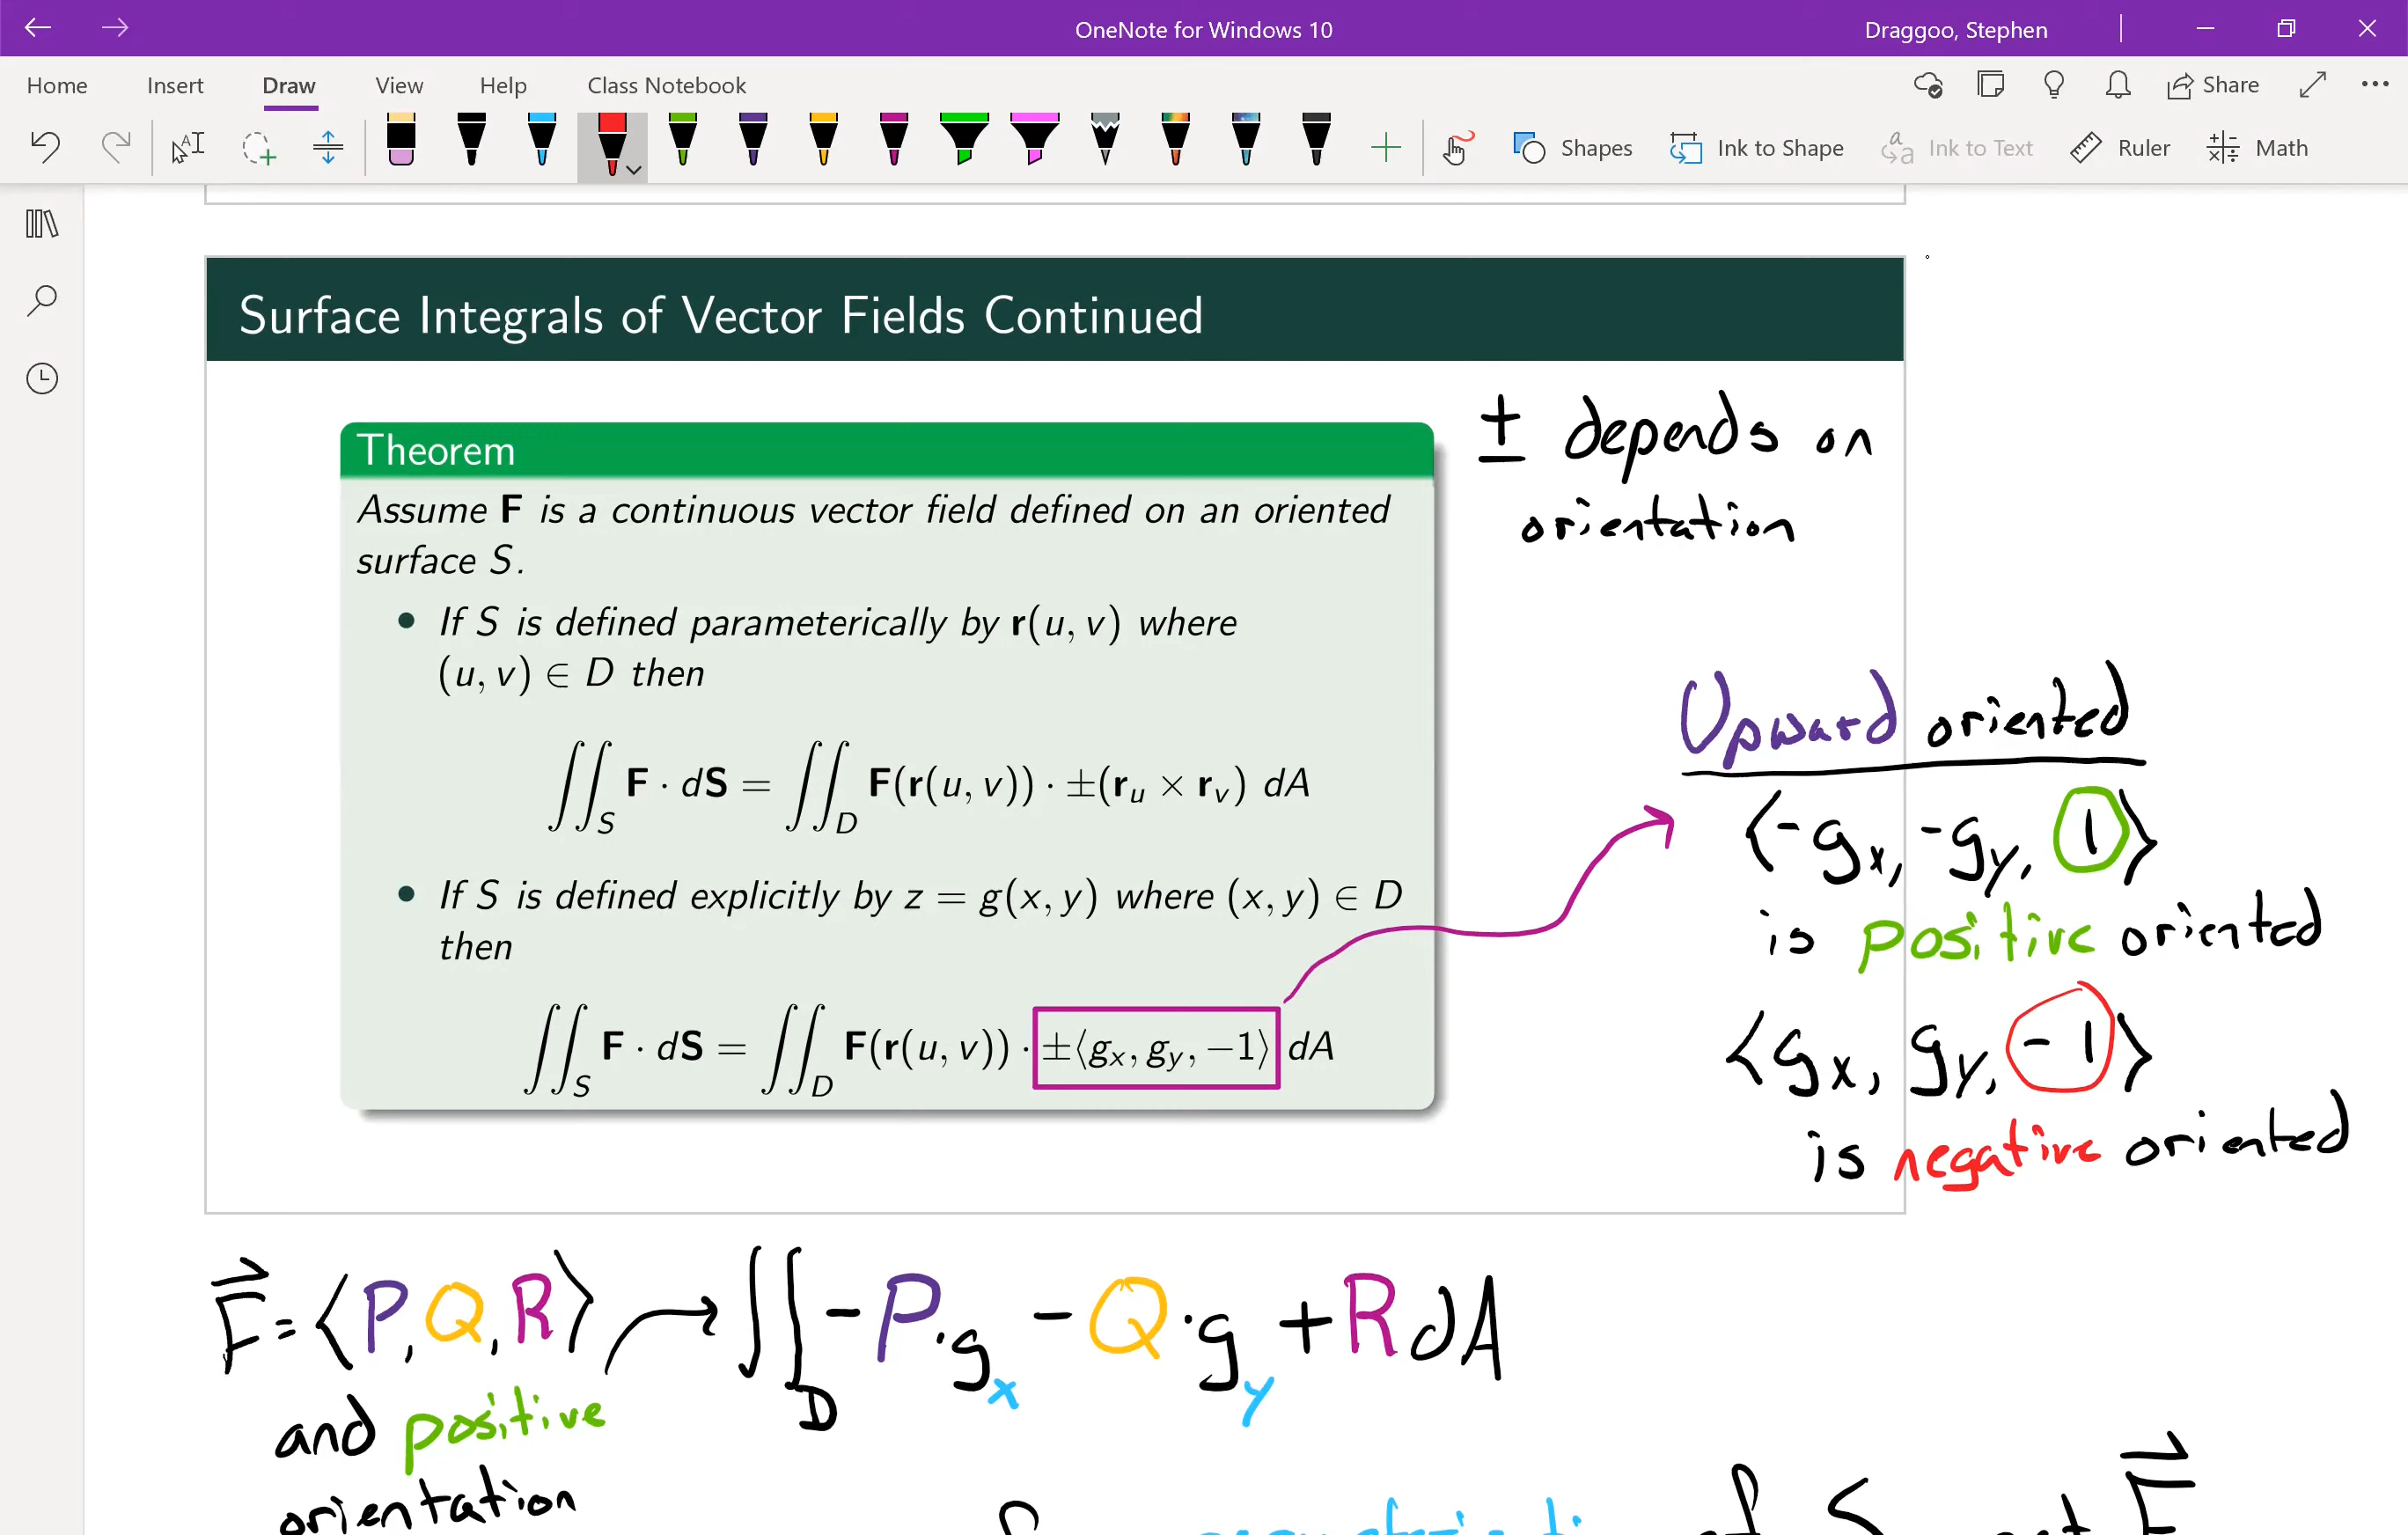 OneNote for Windows 10
Draggoo, Stephen
Home Insert Draw View Help Class Notebook
Share
Shapes Ink to Shape Ink to Text Ruler Math
Surface Integrals of Vector Fields Continued
Theorem
Assume F is a continuous vector field defined on an oriented
surface S.
• If S is defined parameterically by r(u, v) where
(u, v) ∈ D then
∬_S F · dS = ∬_D F(r(u, v)) · ±(r_u × r_v) dA
• If S is defined explicitly by z = g(x, y) where (x, y) ∈ D
then
∬_S F · dS = ∬_D F(r(u, v)) · ±⟨g_x, g_y, −1⟩ dA
± depends on
orientation
Upward oriented
⟨-g_x, -g_y, 1⟩
is positive oriented
⟨g_x, g_y, -1⟩
is negative oriented
F⃗ = ⟨P, Q, R⟩ → ∬_D -P·g_x - Q·g_y + R dA
and positive
orientation
of S
F⃗